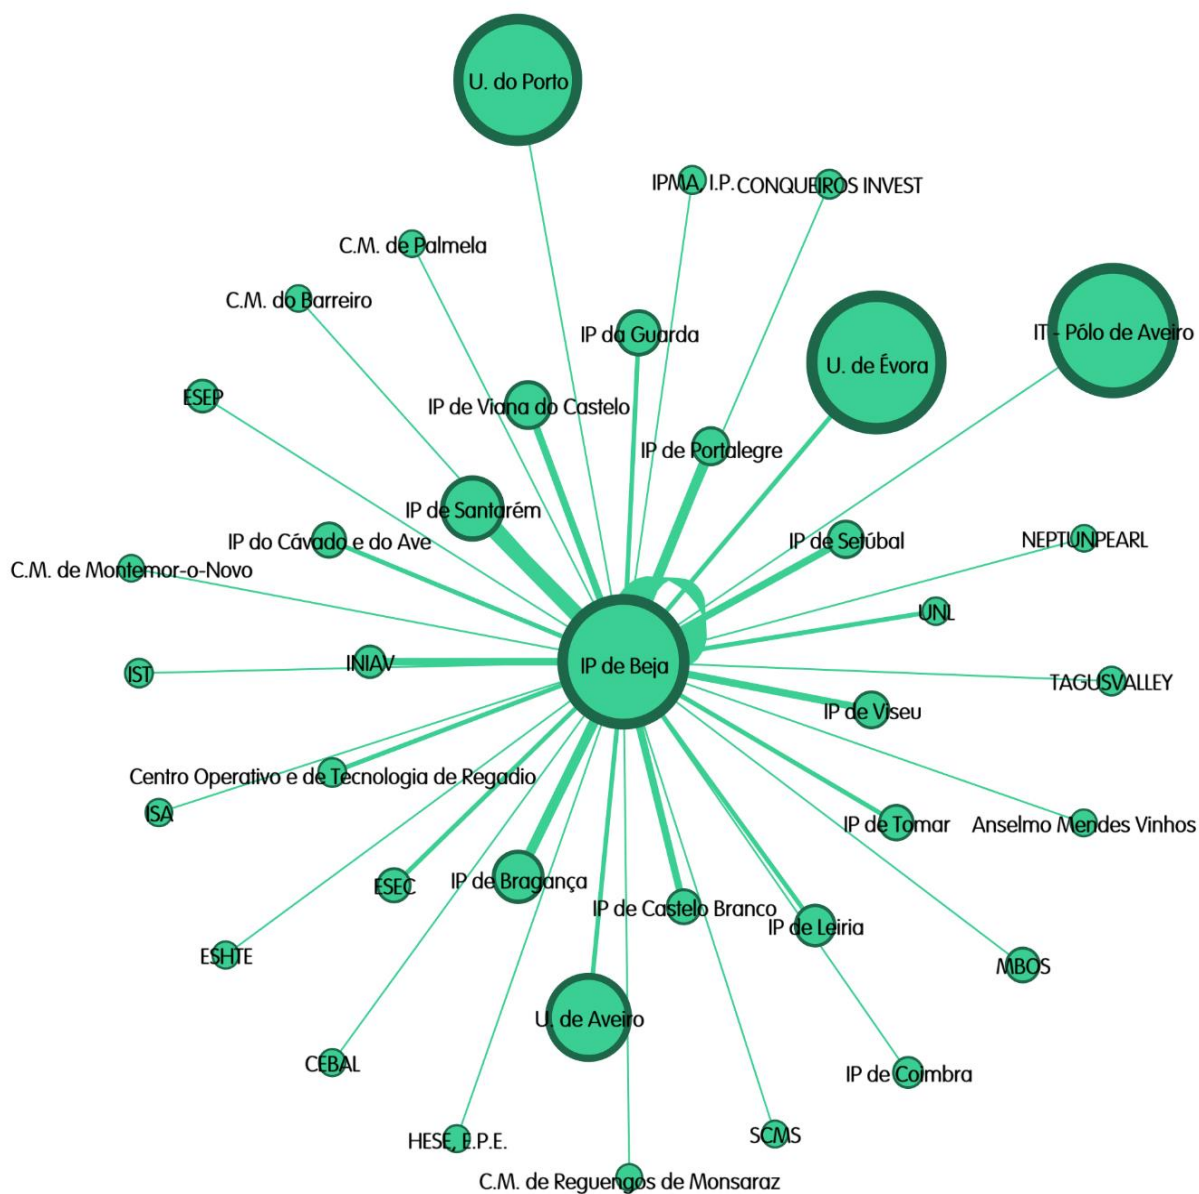 U. do Porto
IPMA, I.P.
CONQUEIROS INVEST
C.M. de Palmela
C.M. do Barreiro
IP da Guarda
IT - Pólo de Aveiro
U. de Évora
ESEP
IP de Viana do Castelo
IP de Portalegre
IP de Santarém
IP do Cávado e do Ave
IP de Setúbal
NEPTUNPEARL
C.M. de Montemor-o-Novo
UNL
INIAV
IP de Beja
IST
TAGUSVALLEY
IP de Viseu
Centro Operativo e de Tecnologia de Regadio
ISA
IP de Tomar
Anselmo Mendes Vinhos
ESEC
IP de Bragança
IP de Castelo Branco
IP de Leiria
ESHTE
MBOS
U. de Aveiro
CEBAL
IP de Coimbra
HESE, E.P.E.
SCMS
C.M. de Reguengos de Monsaraz